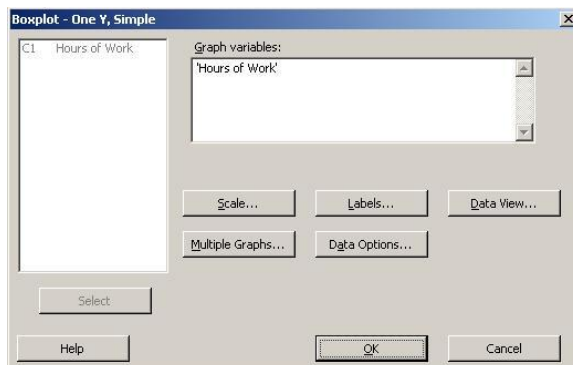 Boxplot - One Y, Simple
C1 Hours of Work
Graph variables:
'Hours of Work'
Scale... Labels... Data View...
Multiple Graphs... Data Options...
Select
Help OK Cancel